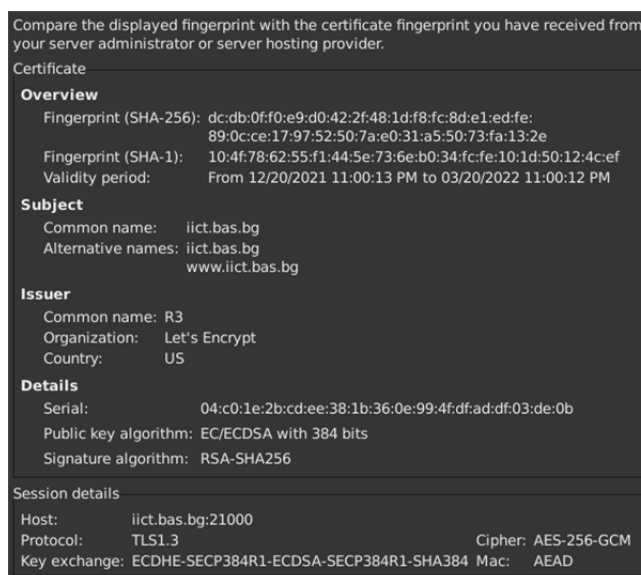 Compare the displayed fingerprint with the certificate fingerprint you have received from
your server administrator or server hosting provider.
Certificate
Overview
Fingerprint (SHA-256): dc:db:0f:f0:e9:d0:42:2f:48:1d:f8:fc:8d:e1:ed:fe:
89:0c:ce:17:97:52:50:7a:e0:31:a5:50:73:fa:13:2e
Fingerprint (SHA-1): 10:4f:78:62:55:f1:44:5e:73:6e:b0:34:fc:fe:10:1d:50:12:4c:ef
Validity period: From 12/20/2021 11:00:13 PM to 03/20/2022 11:00:12 PM
Subject
Common name: iict.bas.bg
Alternative names: iict.bas.bg
www.iict.bas.bg
Issuer
Common name: R3
Organization: Let's Encrypt
Country: US
Details
Serial: 04:c0:1e:2b:cd:ee:38:1b:36:0e:99:4f:df:ad:df:03:de:0b
Public key algorithm: EC/ECDSA with 384 bits
Signature algorithm: RSA-SHA256
Session details
Host: iict.bas.bg:21000
Protocol: TLS1.3 Cipher: AES-256-GCM
Key exchange: ECDHE-SECP384R1-ECDSA-SECP384R1-SHA384 Mac: AEAD